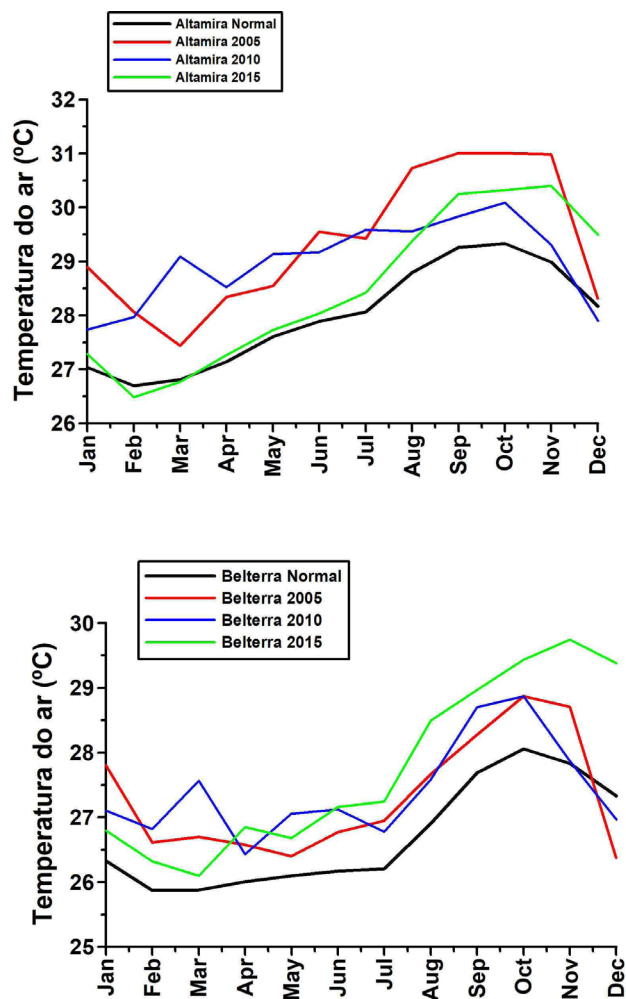 Altamira Normal
Altamira 2005
Altamira 2010
Altamira 2015
Temperatura do ar (ºC)
32
31
30
29
28
27
26
Jan
Feb
Mar
Apr
May
Jun
Jul
Aug
Sep
Oct
Nov
Dec
Belterra Normal
Belterra 2005
Belterra 2010
Belterra 2015
Temperatura do ar (ºC)
30
29
28
27
26
25
Jan
Feb
Mar
Apr
May
Jun
Jul
Aug
Sep
Oct
Nov
Dec